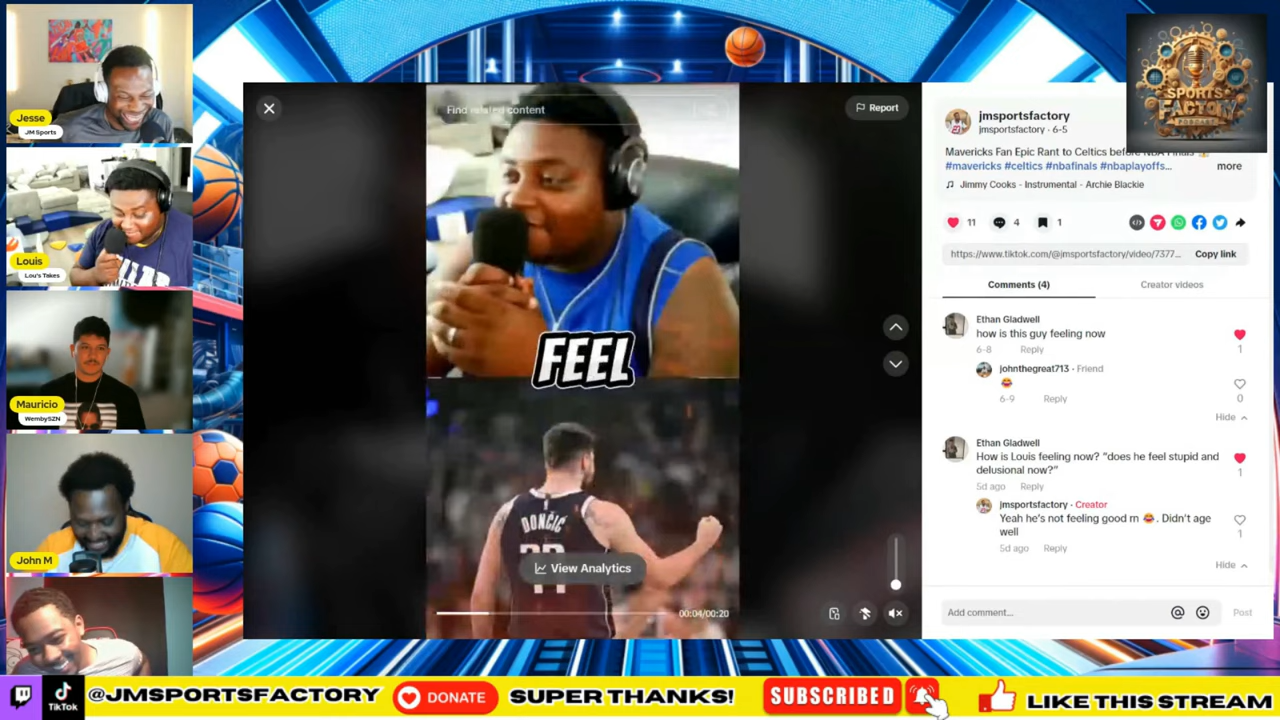 Jesse
JM Sports
Louis
Lou's Takes
Mauricio
WembySZN
John M
Find related content
Report
FEEL
DONČIĆ
View Analytics
00:04/00:20
SPORTS
FACTORY
PODCAST
jmsportsfactory
jmsportsfactory · 6-5
Mavericks Fan Epic Rant to Celtics before NBA Finals
#mavericks #celtics #nbafinals #nbaplayoffs...
more
Jimmy Cooks - Instrumental - Archie Blackie
11
4
1
https://www.tiktok.com/@jmsportsfactory/video/7377...
Copy link
Comments (4)
Creator videos
Ethan Gladwell
how is this guy feeling now
6-8 Reply
1
johnthegreat713 · Friend
😂
6-9 Reply
0
Hide
Ethan Gladwell
How is Louis feeling now? "does he feel stupid and
delusional now?"
5d ago Reply
1
jmsportsfactory · Creator
Yeah he's not feeling good rn 😂. Didn't age
well
5d ago Reply
1
Hide
Add comment...
Post
TikTok
@JMSPORTSFACTORY
DONATE
SUPER THANKS!
SUBSCRIBED
LIKE THIS STREAM